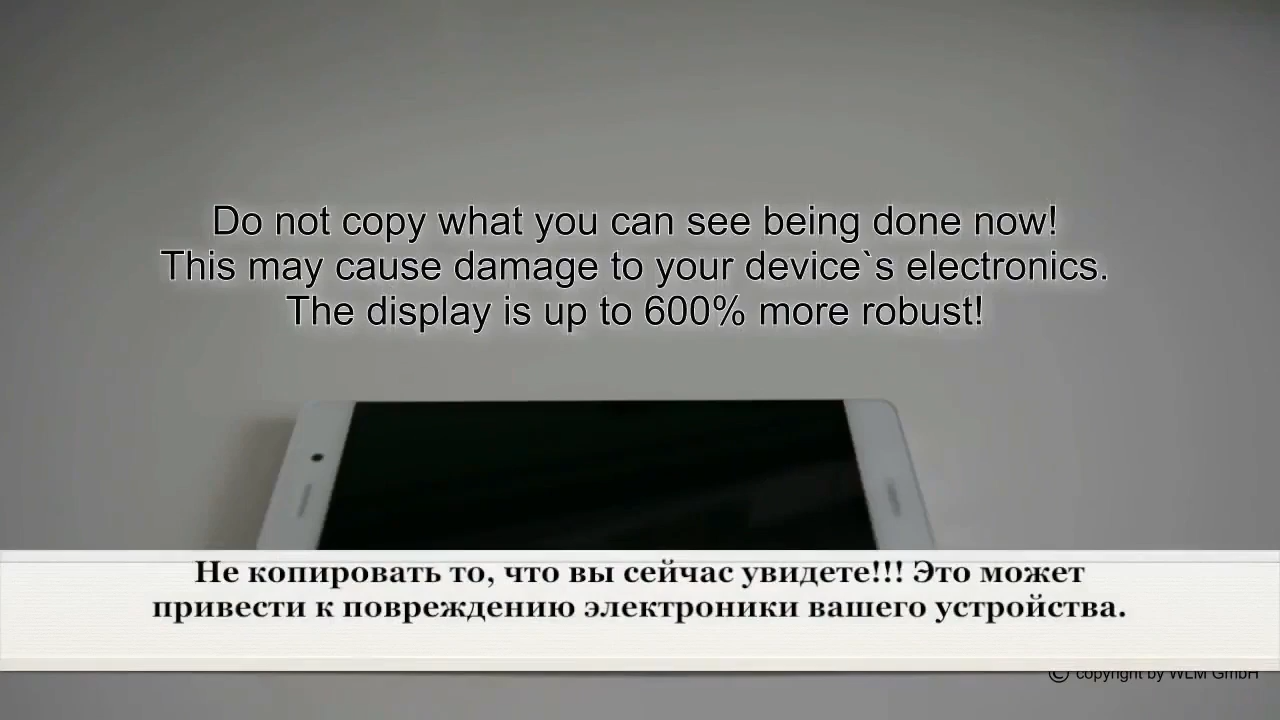 Do not copy what you can see being done now!
This may cause damage to your device`s electronics.
The display is up to 600% more robust!
Не копировать то, что вы сейчас увидете!!! Это может
привести к повреждению электроники вашего устройства.
© copyright by WLM GmbH